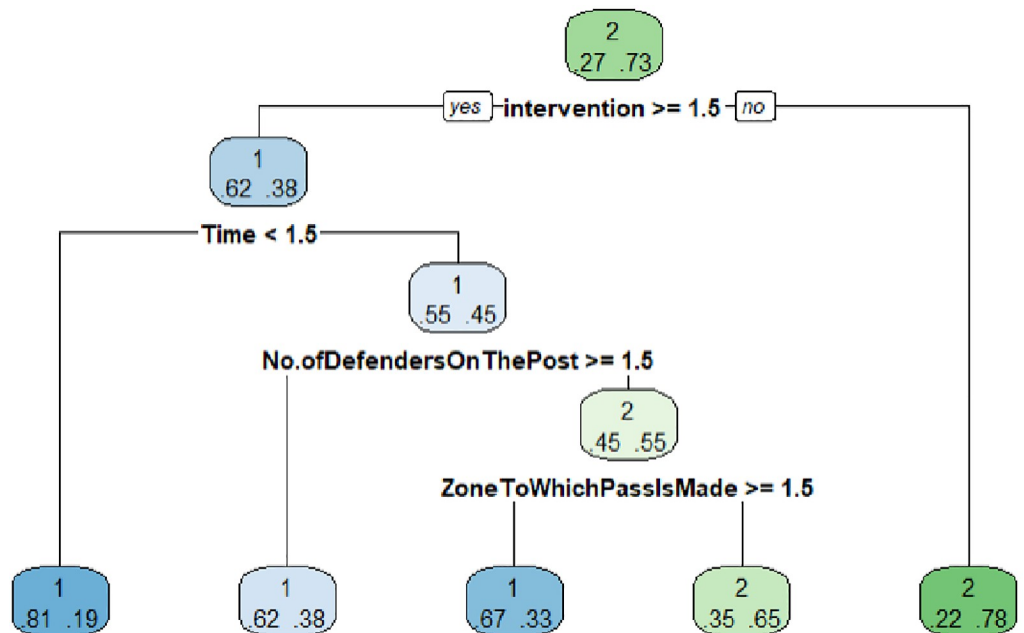 2
.27 .73
yes intervention >= 1.5 no
1
.62 .38
Time < 1.5
1
.55 .45
No.ofDefendersOnThePost >= 1.5
2
.45 .55
ZoneToWhichPassIsMade >= 1.5
1 1 1 2 2
.81 .19 .62 .38 .67 .33 .35 .65 .22 .78